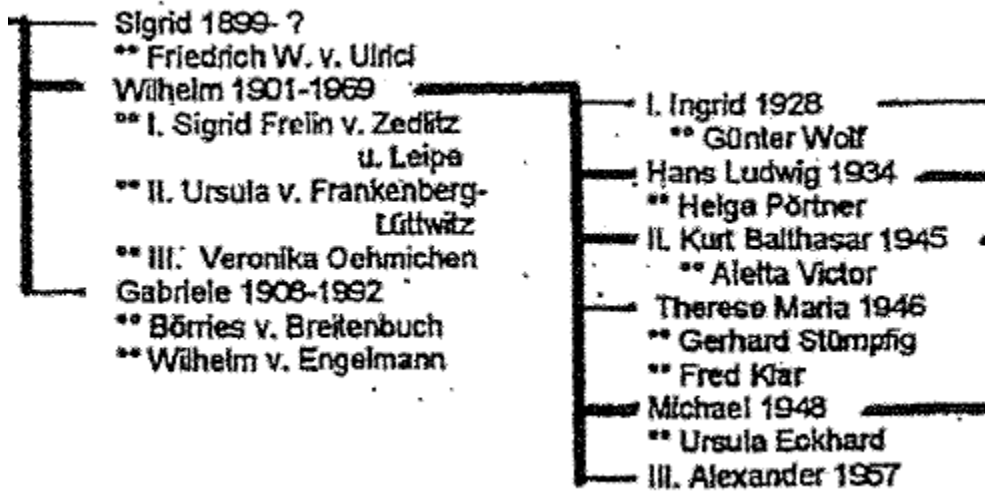 Sigrid 1899- ?
** Friedrich W. v. Ulrici
Wilhelm 1901-1969
** I. Sigrid Freiin v. Zedlitz
u. Leipe
** II. Ursula v. Frankenberg-
Lüttwitz
** III. Veronika Oehmichen
Gabriele 1906-1992
** Börries v. Breitenbuch
** Wilhelm v. Engelmann
I. Ingrid 1928
** Günter Wolf
Hans Ludwig 1934
** Helga Pörtner
II. Kurt Balthasar 1945
** Aletta Victor
Therese Maria 1946
** Gerhard Stümpfig
** Fred Klar
Michael 1948
** Ursula Eckhard
III. Alexander 1957